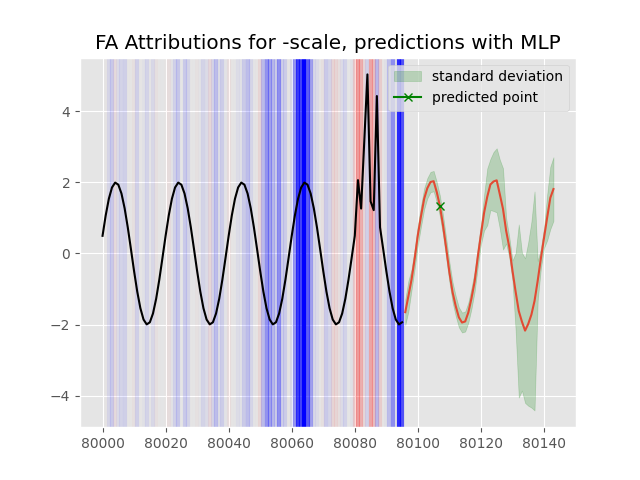 FA Attributions for -scale, predictions with MLP
standard deviation
predicted point
4
2
0
−2
−4
80000 80020 80040 80060 80080 80100 80120 80140